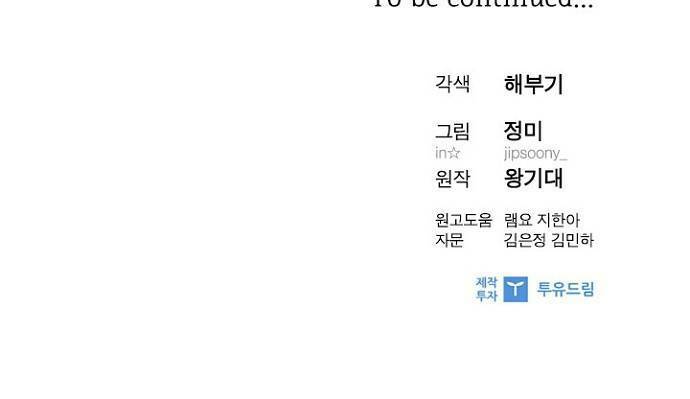 To be continued...
각색 해부기
그림 정미
in☆ jipsoony_
원작 왕기대
원고도움 램요 지한아
자문 김은정 김민하
제작
투자 투유드림